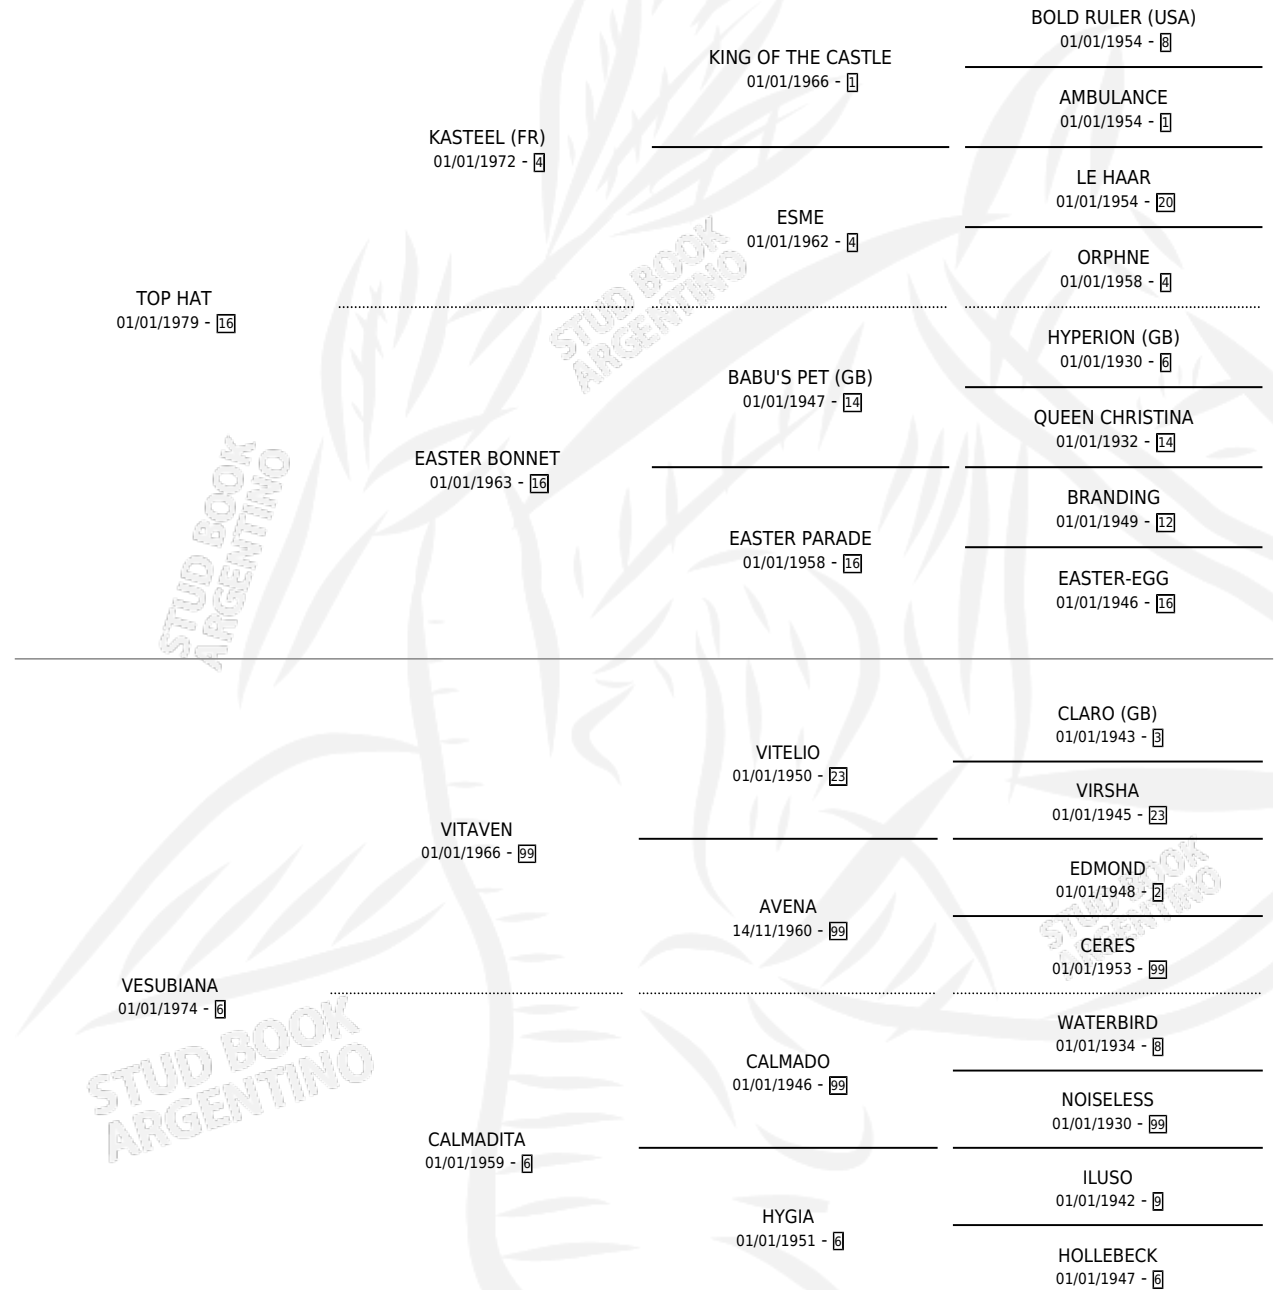 TOP HAT
01/01/1979 - 16
KASTEEL (FR)
01/01/1972 - 4
KING OF THE CASTLE
01/01/1966 - 1
BOLD RULER (USA)
01/01/1954 - 8
AMBULANCE
01/01/1954 - 1
ESME
01/01/1962 - 4
LE HAAR
01/01/1954 - 20
ORPHNE
01/01/1958 - 4
EASTER BONNET
01/01/1963 - 16
BABU'S PET (GB)
01/01/1947 - 14
HYPERION (GB)
01/01/1930 - 6
QUEEN CHRISTINA
01/01/1932 - 14
EASTER PARADE
01/01/1958 - 16
BRANDING
01/01/1949 - 12
EASTER-EGG
01/01/1946 - 16
VESUBIANA
01/01/1974 - 6
VITAVEN
01/01/1966 - 99
VITELIO
01/01/1950 - 23
CLARO (GB)
01/01/1943 - 3
VIRSHA
01/01/1945 - 23
AVENA
14/11/1960 - 99
EDMOND
01/01/1948 - 2
CERES
01/01/1953 - 99
CALMADITA
01/01/1959 - 6
CALMADO
01/01/1946 - 99
WATERBIRD
01/01/1934 - 8
NOISELESS
01/01/1930 - 99
HYGIA
01/01/1951 - 6
ILUSO
01/01/1942 - 9
HOLLEBECK
01/01/1947 - 6
STUD BOOK
ARGENTINO
STUD BOOK
ARGENTINO
STUD BOOK
ARGENTINO
STUD BOOK
ARGENTINO